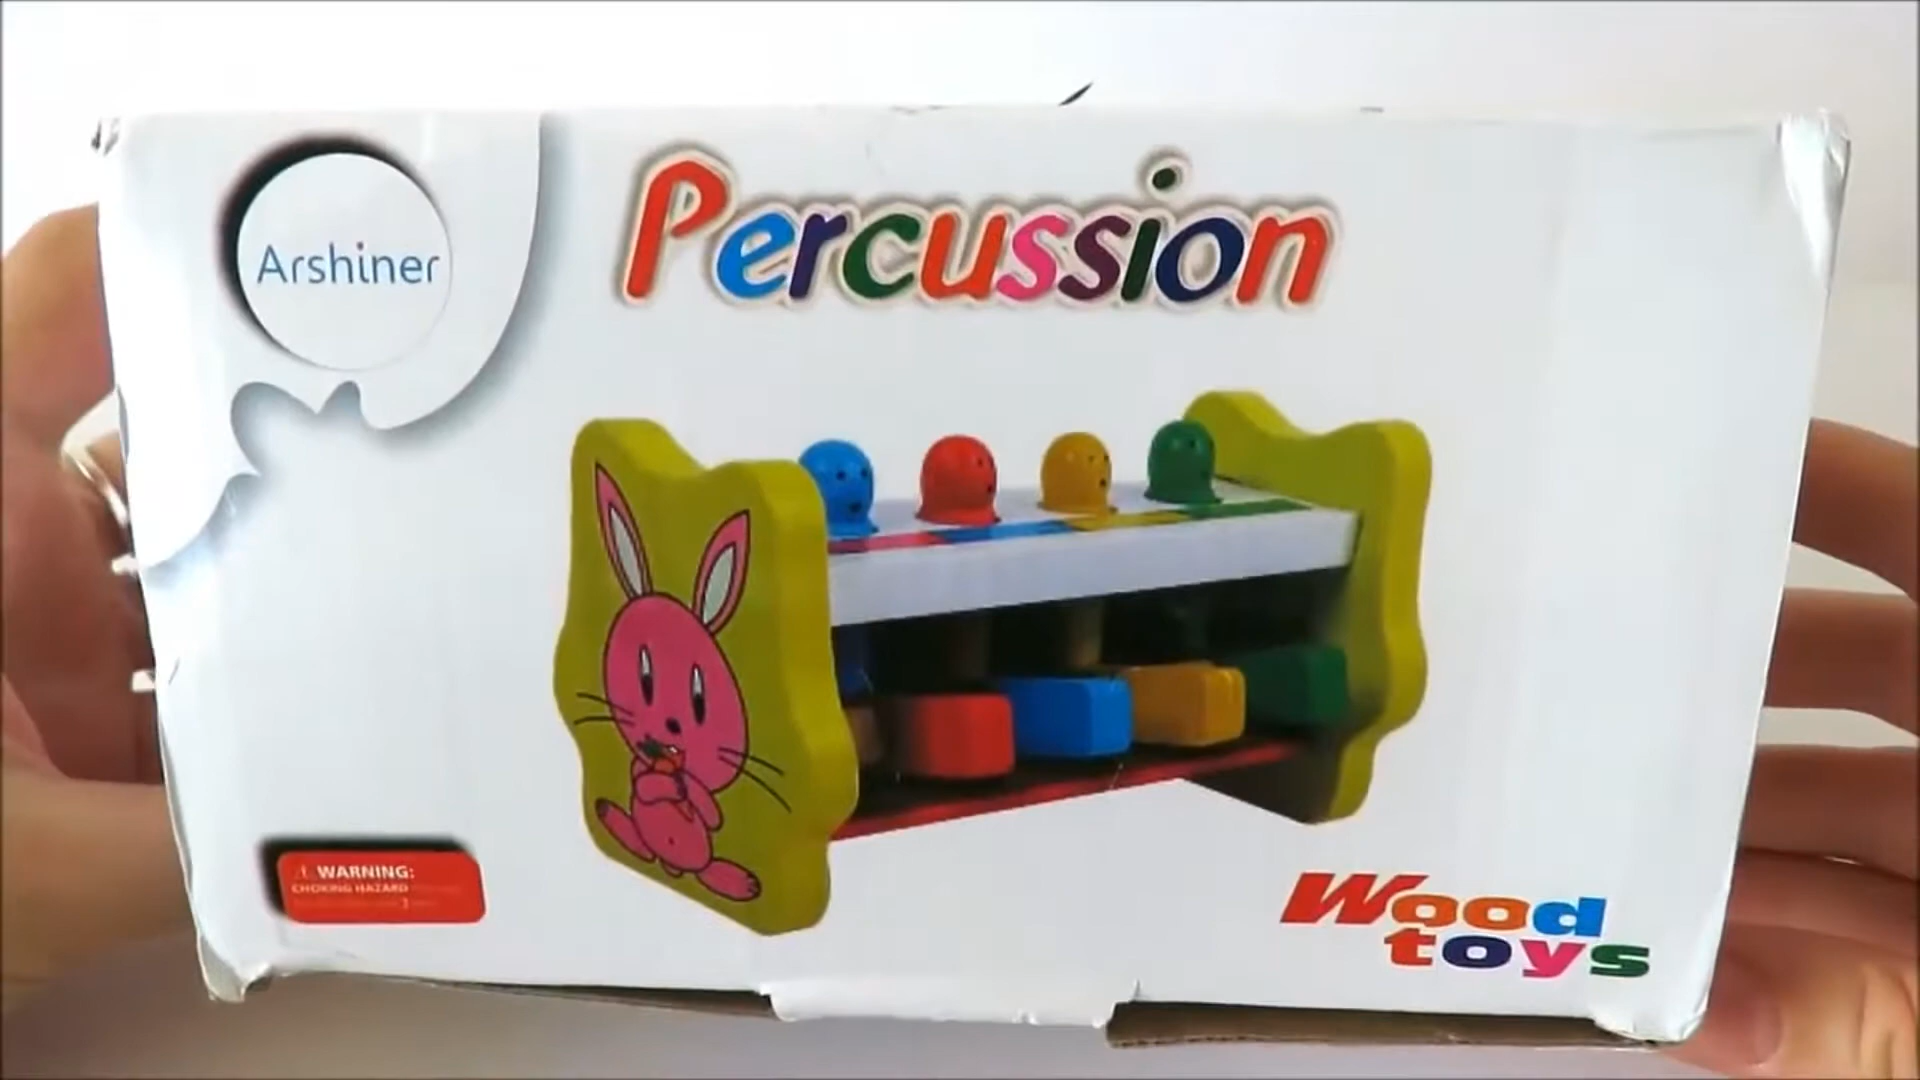 Arshiner
Percussion
WARNING:
CHOKING HAZARD
Wood
toys